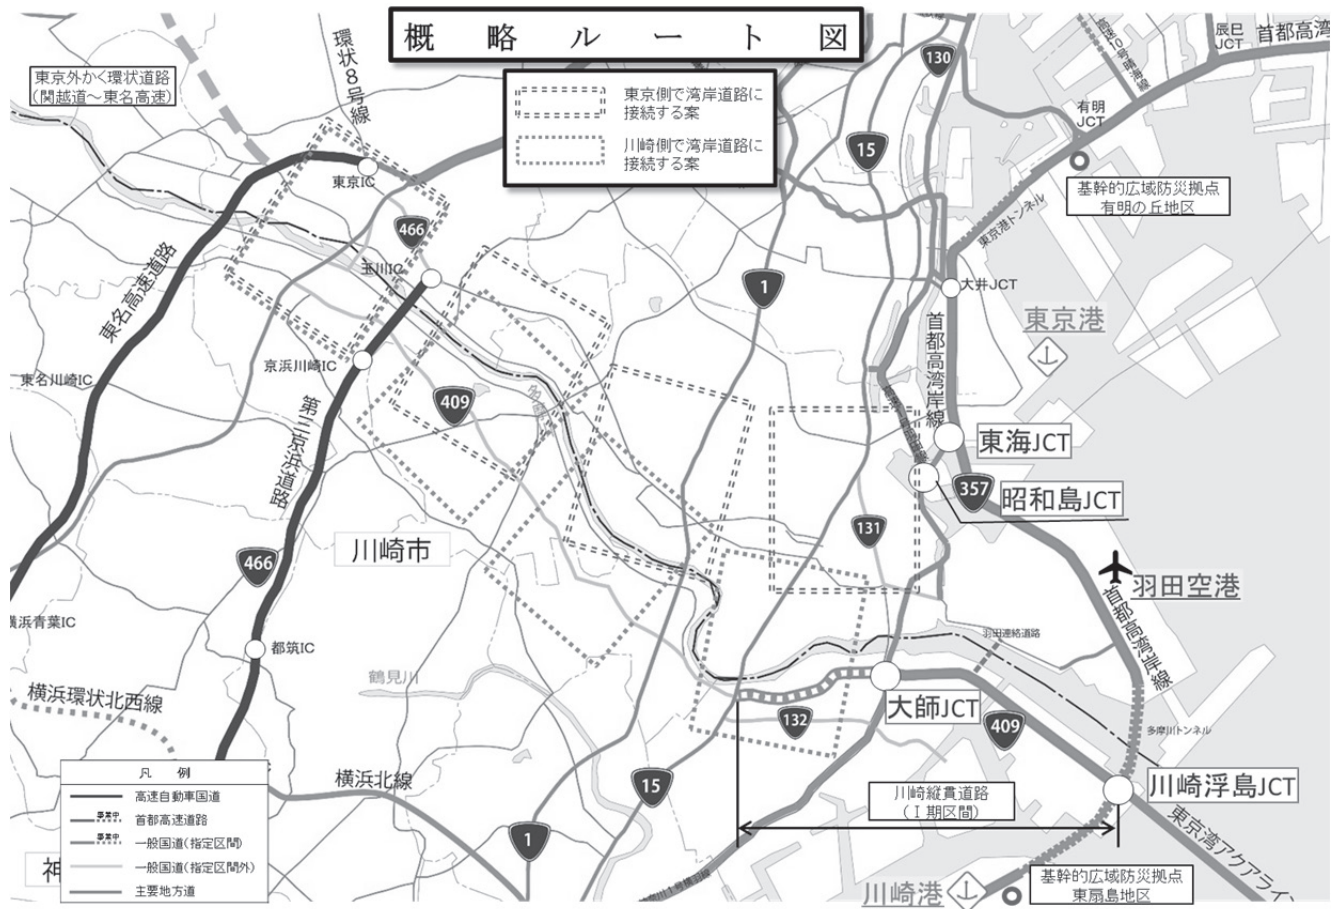 概略ルート図
東京側で湾岸道路に
接続する案
川崎側で湾岸道路に
接続する案
東京外かく環状道路
(関越道～東名高速)
環状8号線
130
辰巳
JCT
首都高湾
有明
JCT
15
東京IC
基幹的広域防災拠点
有明の丘地区
466
東京港トンネル
玉川IC
東名高速道路
1
大井JCT
首都高湾岸線
東京港
京浜川崎IC
東名川崎IC
409
第三京浜道路
東海JCT
357
昭和島JCT
131
川崎市
466
羽田空港
首都高湾岸線
横浜青葉IC
都筑IC
羽田連絡道路
鶴見川
横浜環状北西線
大師JCT
132
409
多摩川トンネル
横浜北線
15
川崎縦貫道路
(Ⅰ期区間)
川崎浮島JCT
東京湾アクアライン
1
川崎港
基幹的広域防災拠点
東扇島地区
凡例
高速自動車国道
事業中
首都高速道路
事業中
一般国道(指定区間)
一般国道(指定区間外)
主要地方道
神